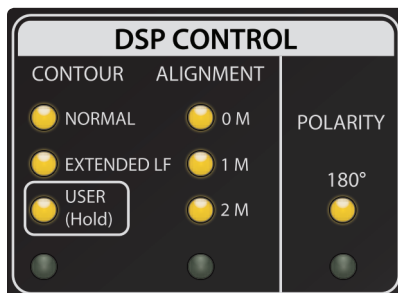 DSP CONTROL
CONTOUR ALIGNMENT
NORMAL 0 M
POLARITY
EXTENDED LF 1 M
180°
USER
(Hold) 2 M